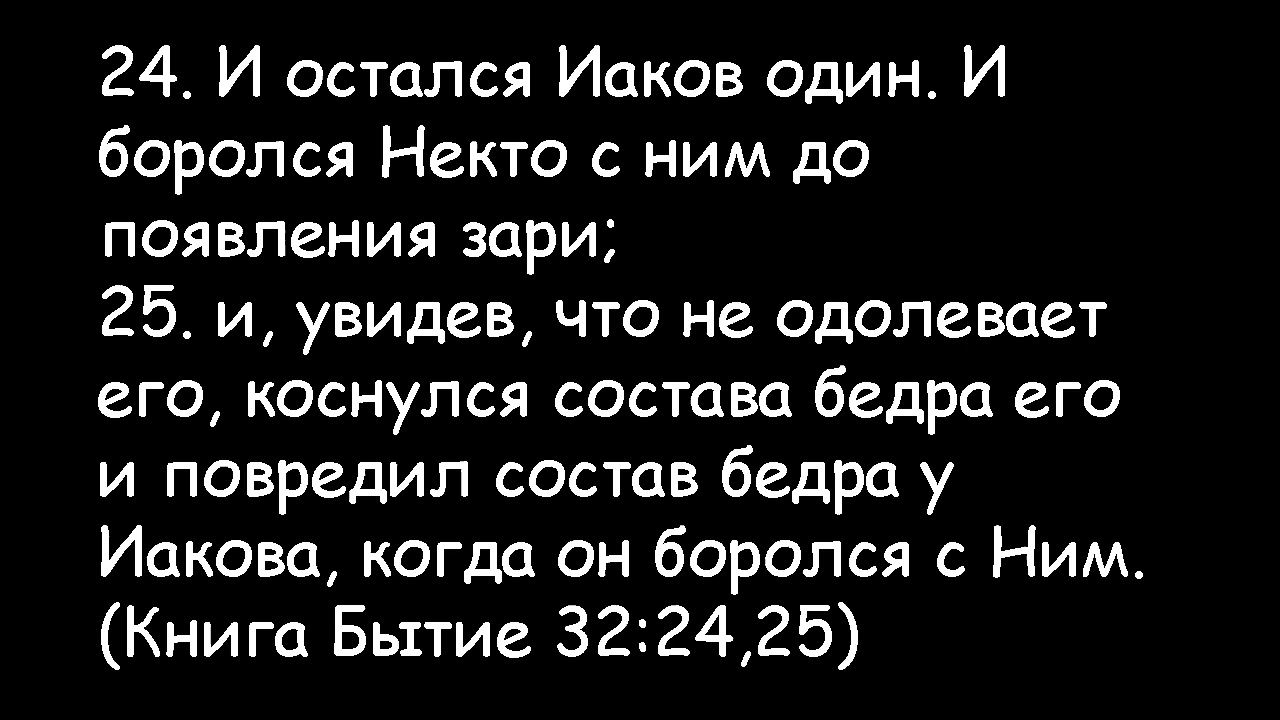 24. И остался Иаков один. И
боролся Некто с ним до
появления зари;
25. и, увидев, что не одолевает
его, коснулся состава бедра его
и повредил состав бедра у
Иакова, когда он боролся с Ним.
(Книга Бытие 32:24,25)